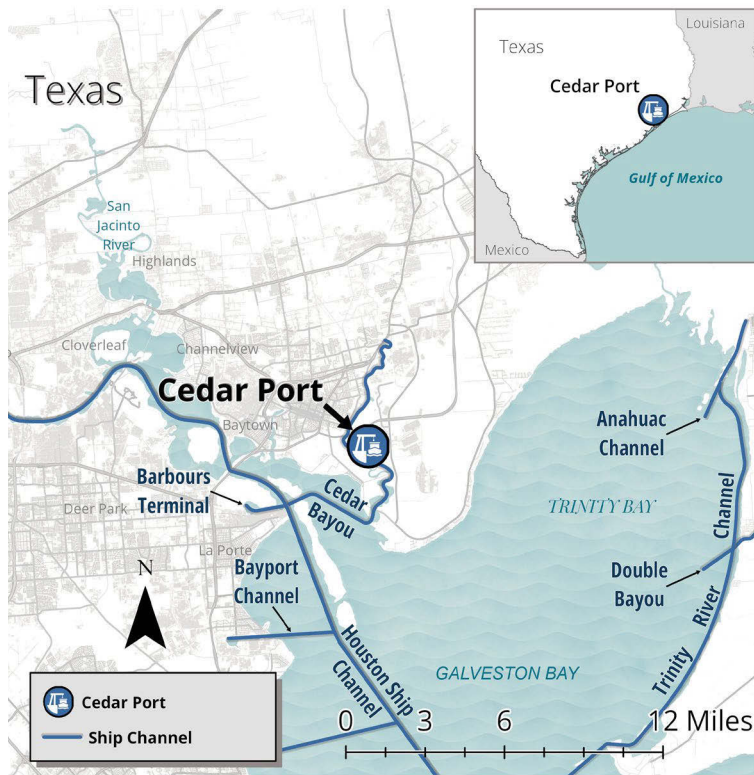 Texas
San
Jacinto
River
Highlands
Cloverleaf
Channelview
Cedar Port
Baytown
Barbours
Terminal
Deer Park
Cedar
Bayou
La Porte
N
Bayport
Channel
Houston Ship
Channel
Anahuac
Channel
TRINITY BAY
Double
Bayou
Trinity River Channel
GALVESTON BAY
0 3 6 12 Miles
Cedar Port
Ship Channel
Louisiana
Texas
Cedar Port
Gulf of Mexico
Mexico